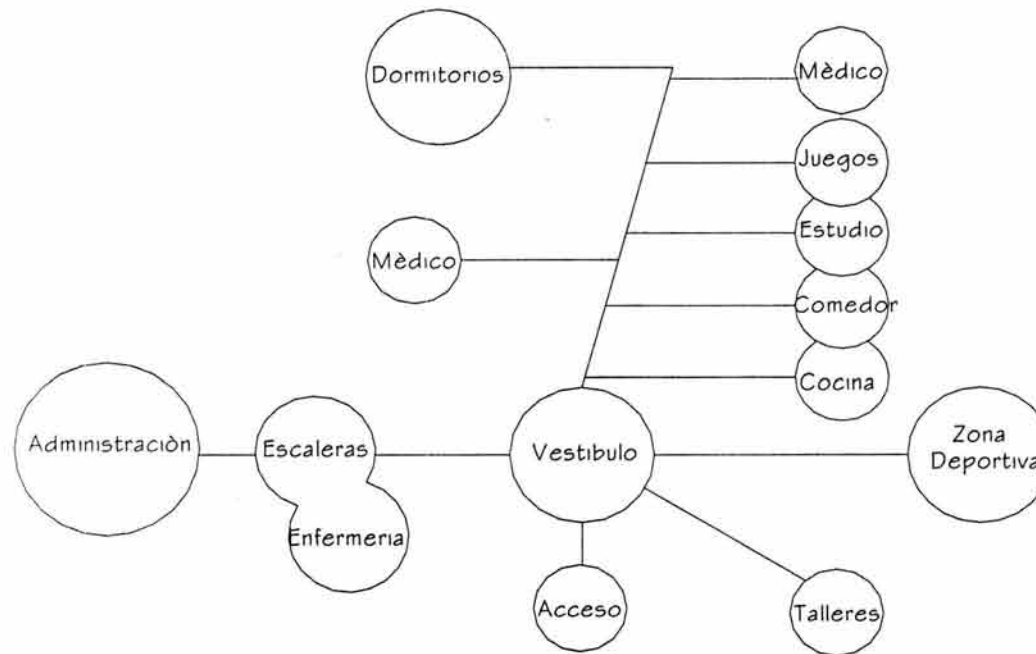 Dormitorios
Mèdico
Juegos
Estudio
Mèdico
Comedor
Cocina
Administraciòn
Escaleras
Vestibulo
Zona
Deportiva
Enfermeria
Acceso
Talleres